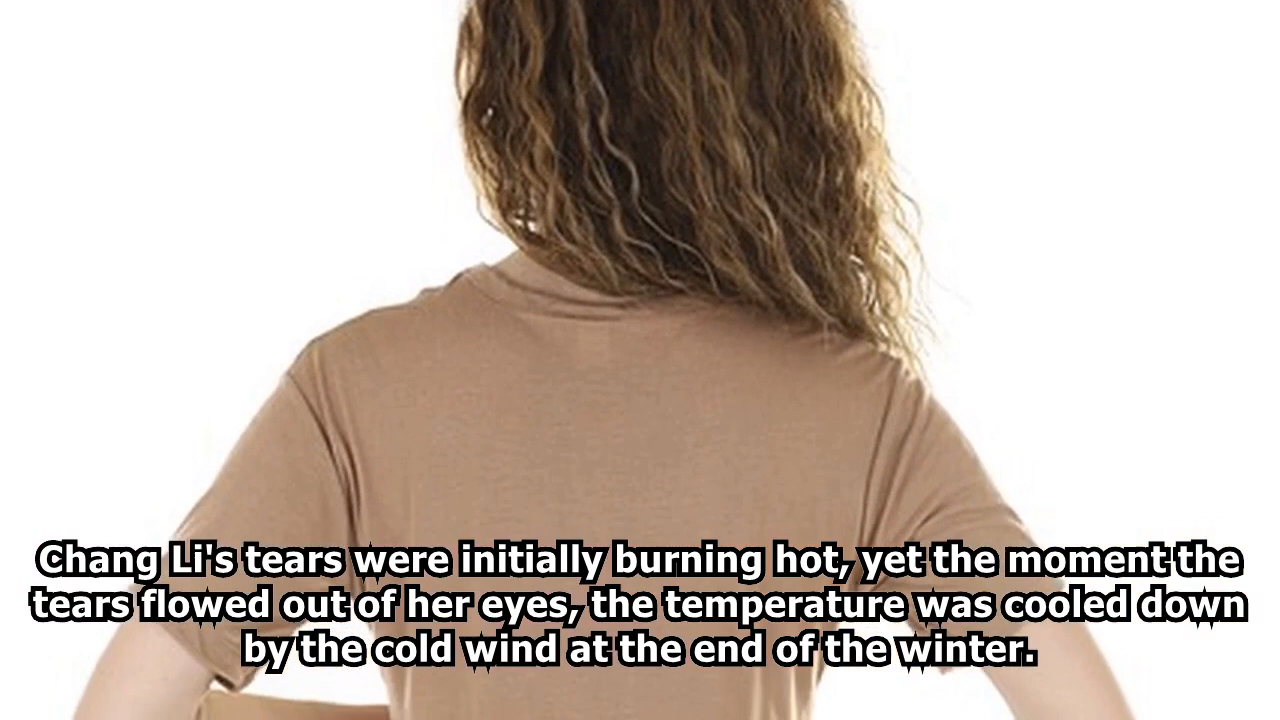 Chang Li's tears were initially burning hot, yet the moment the
tears flowed out of her eyes, the temperature was cooled down
by the cold wind at the end of the winter.